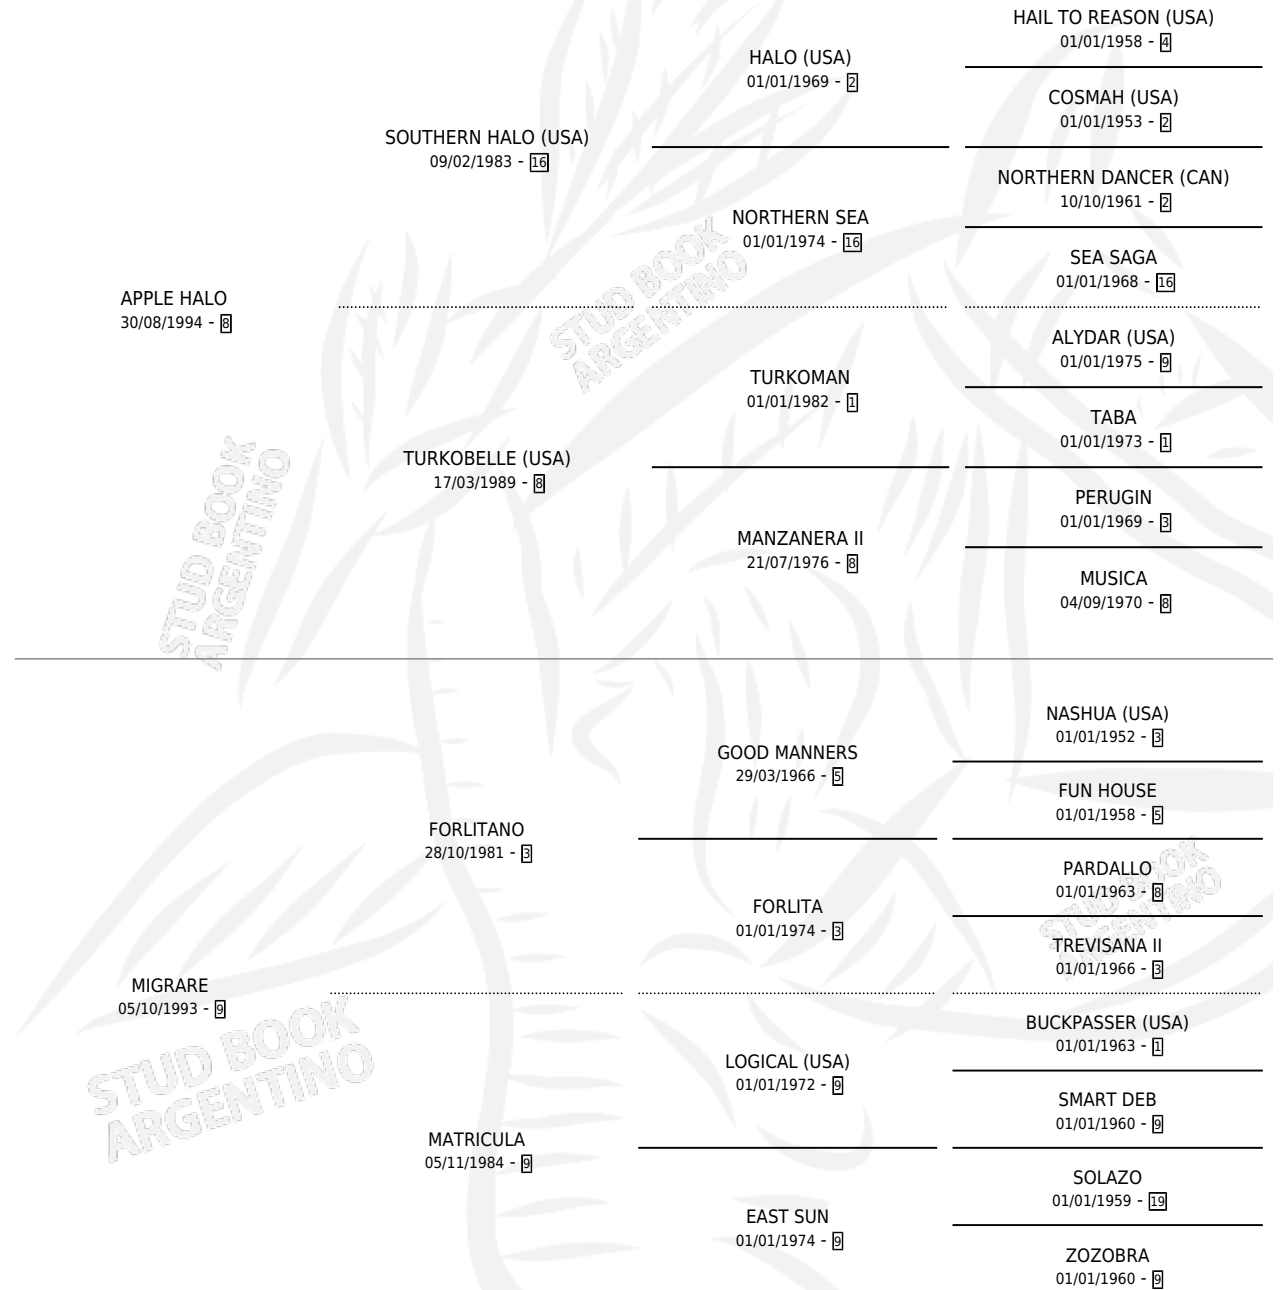 HAIL TO REASON (USA)
01/01/1958 - 4
HALO (USA)
01/01/1969 - 2
COSMAH (USA)
01/01/1953 - 2
SOUTHERN HALO (USA)
09/02/1983 - 16
NORTHERN DANCER (CAN)
10/10/1961 - 2
NORTHERN SEA
01/01/1974 - 16
SEA SAGA
01/01/1968 - 16
STUD BOOK
ARGENTINO
APPLE HALO
30/08/1994 - 8
ALYDAR (USA)
01/01/1975 - 9
TURKOMAN
01/01/1982 - 1
TABA
01/01/1973 - 1
TURKOBELLE (USA)
17/03/1989 - 8
PERUGIN
01/01/1969 - 3
MANZANERA II
21/07/1976 - 8
MUSICA
04/09/1970 - 8
STUD BOOK
ARGENTINO
NASHUA (USA)
01/01/1952 - 3
GOOD MANNERS
29/03/1966 - 5
FUN HOUSE
01/01/1958 - 5
FORLITANO
28/10/1981 - 3
PARDALLO
01/01/1963 - 8
FORLITA
01/01/1974 - 3
TREVISANA II
01/01/1966 - 3
STUD BOOK
ARGENTINO
MIGRARE
05/10/1993 - 9
BUCKPASSER (USA)
01/01/1963 - 1
LOGICAL (USA)
01/01/1972 - 9
SMART DEB
01/01/1960 - 9
STUD BOOK
ARGENTINO
MATRICULA
05/11/1984 - 9
SOLAZO
01/01/1959 - 19
EAST SUN
01/01/1974 - 9
ZOZOBRA
01/01/1960 - 9